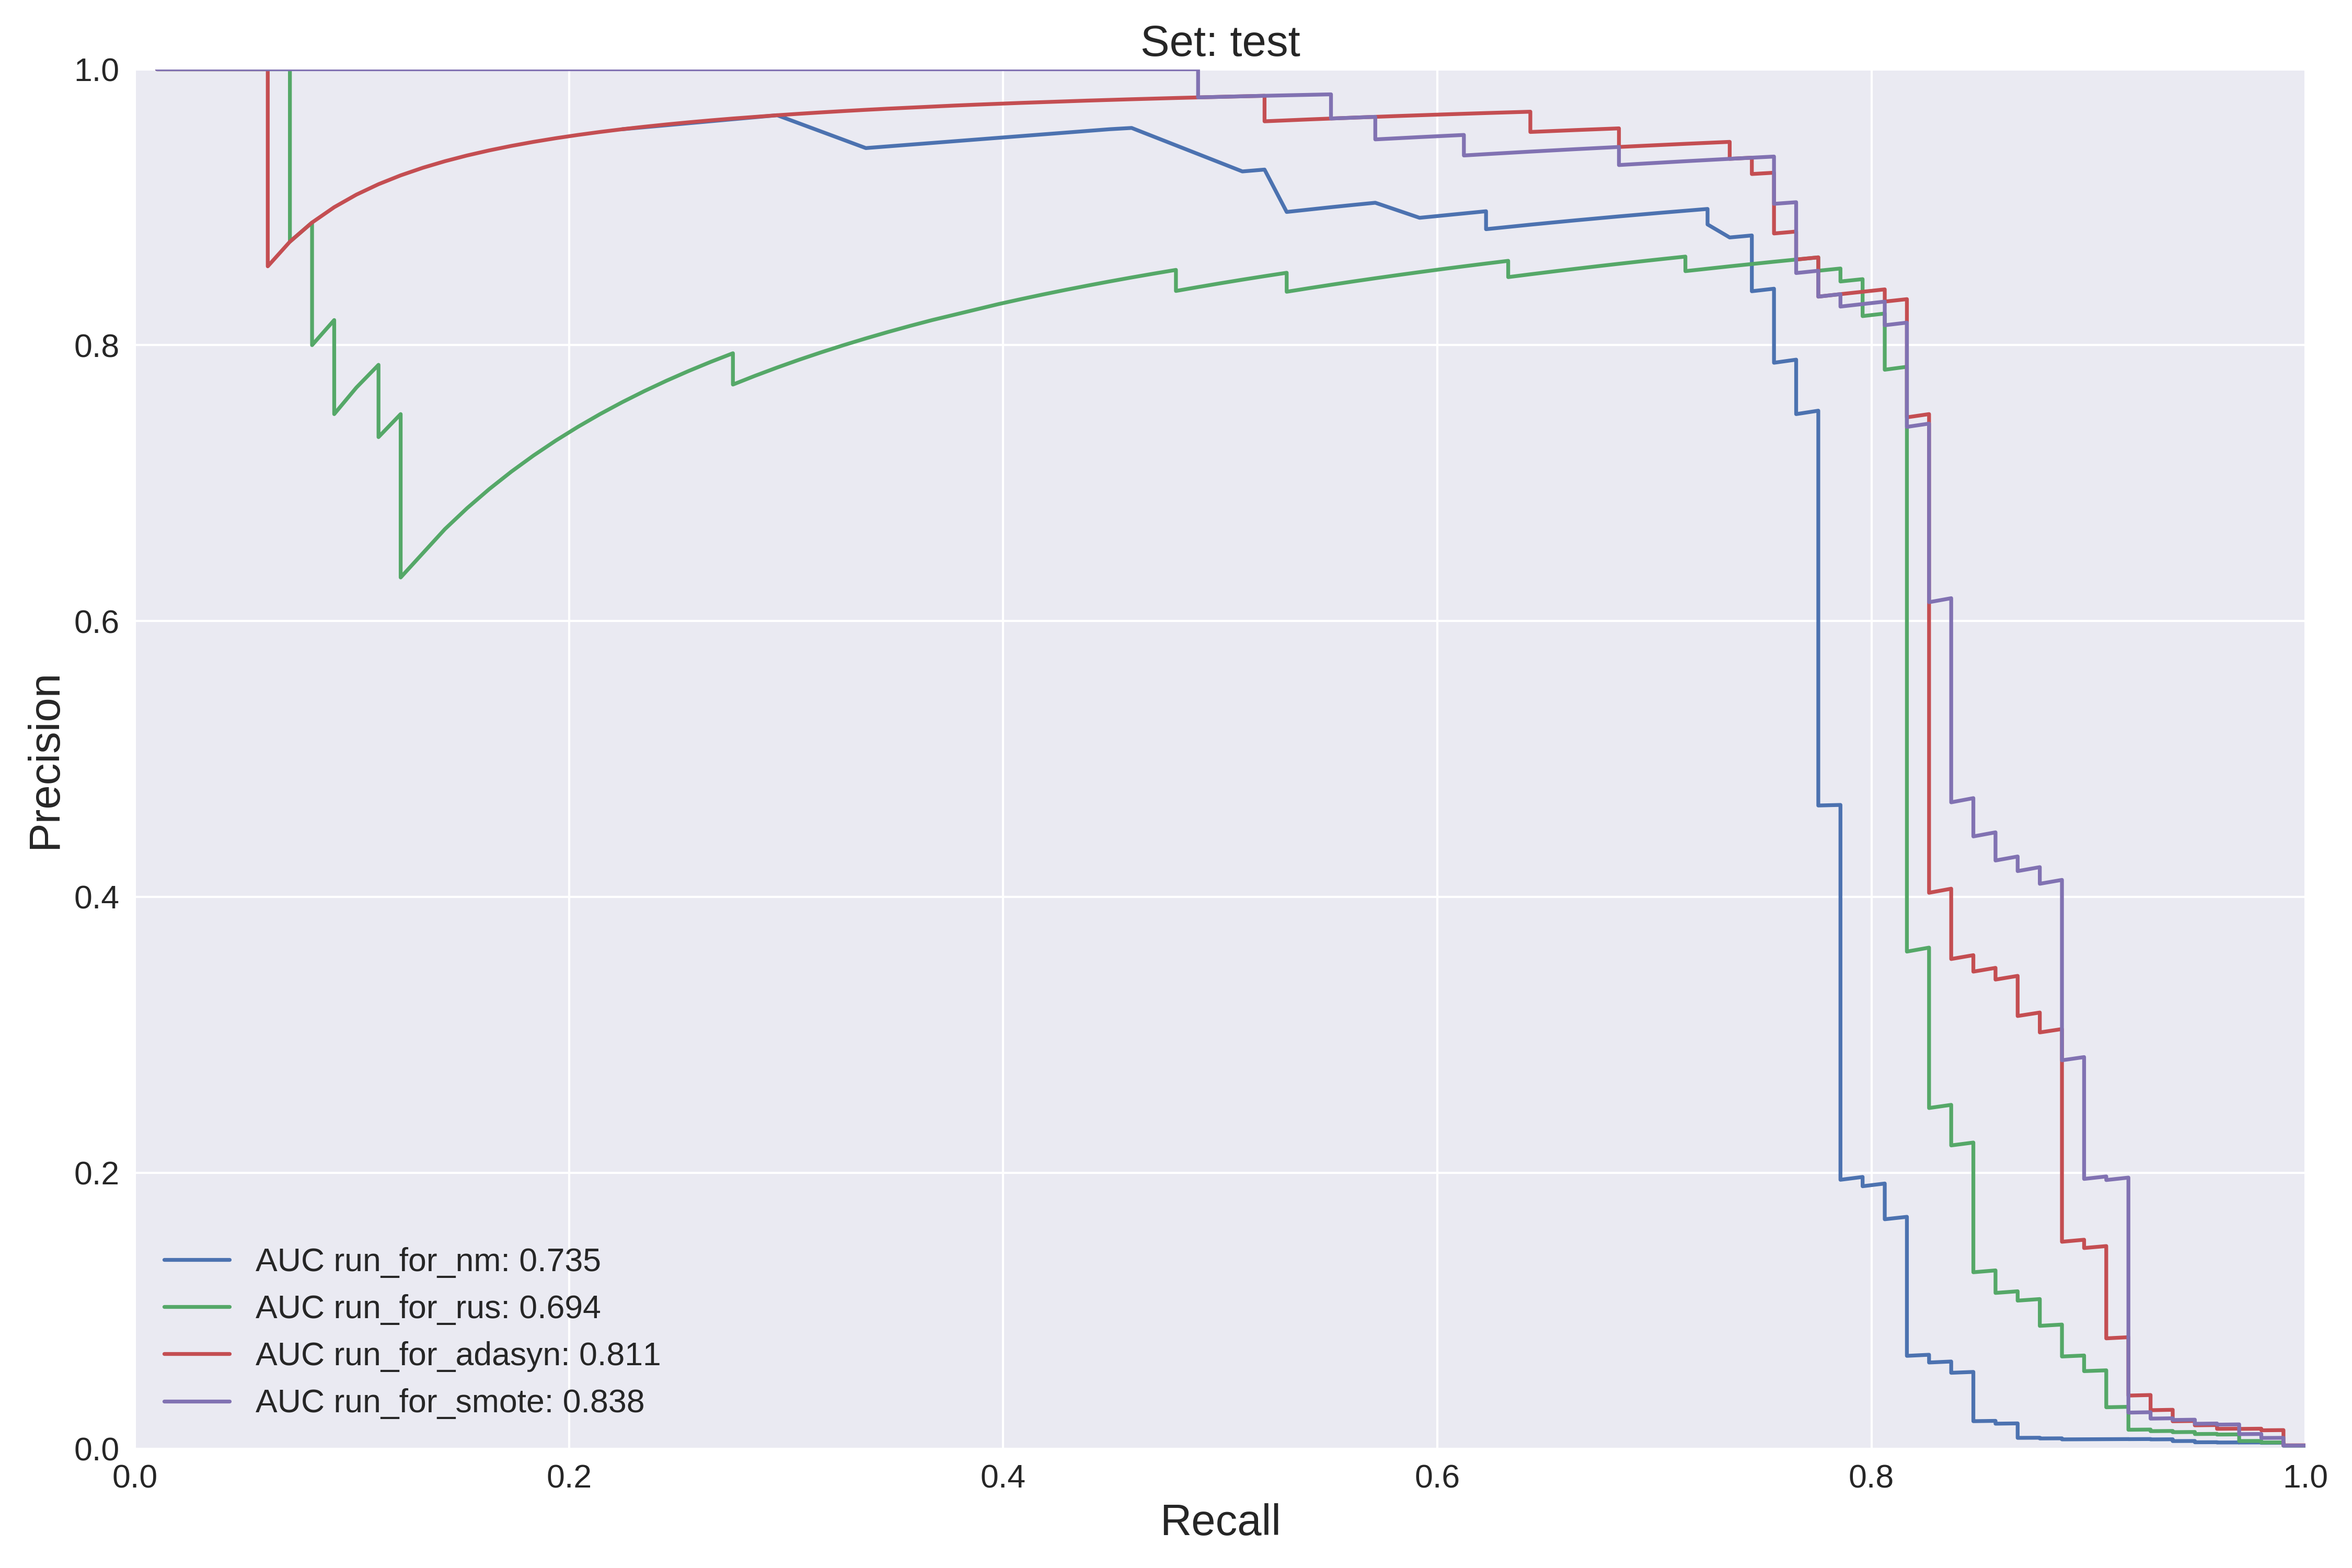 Set: test
1.0
0.8
0.6
0.4
0.2
0.0
Precision
AUC run_for_nm: 0.735
AUC run_for_rus: 0.694
AUC run_for_adasyn: 0.811
AUC run_for_smote: 0.838
0.0 0.2 0.4 0.6 0.8 1.0
Recall